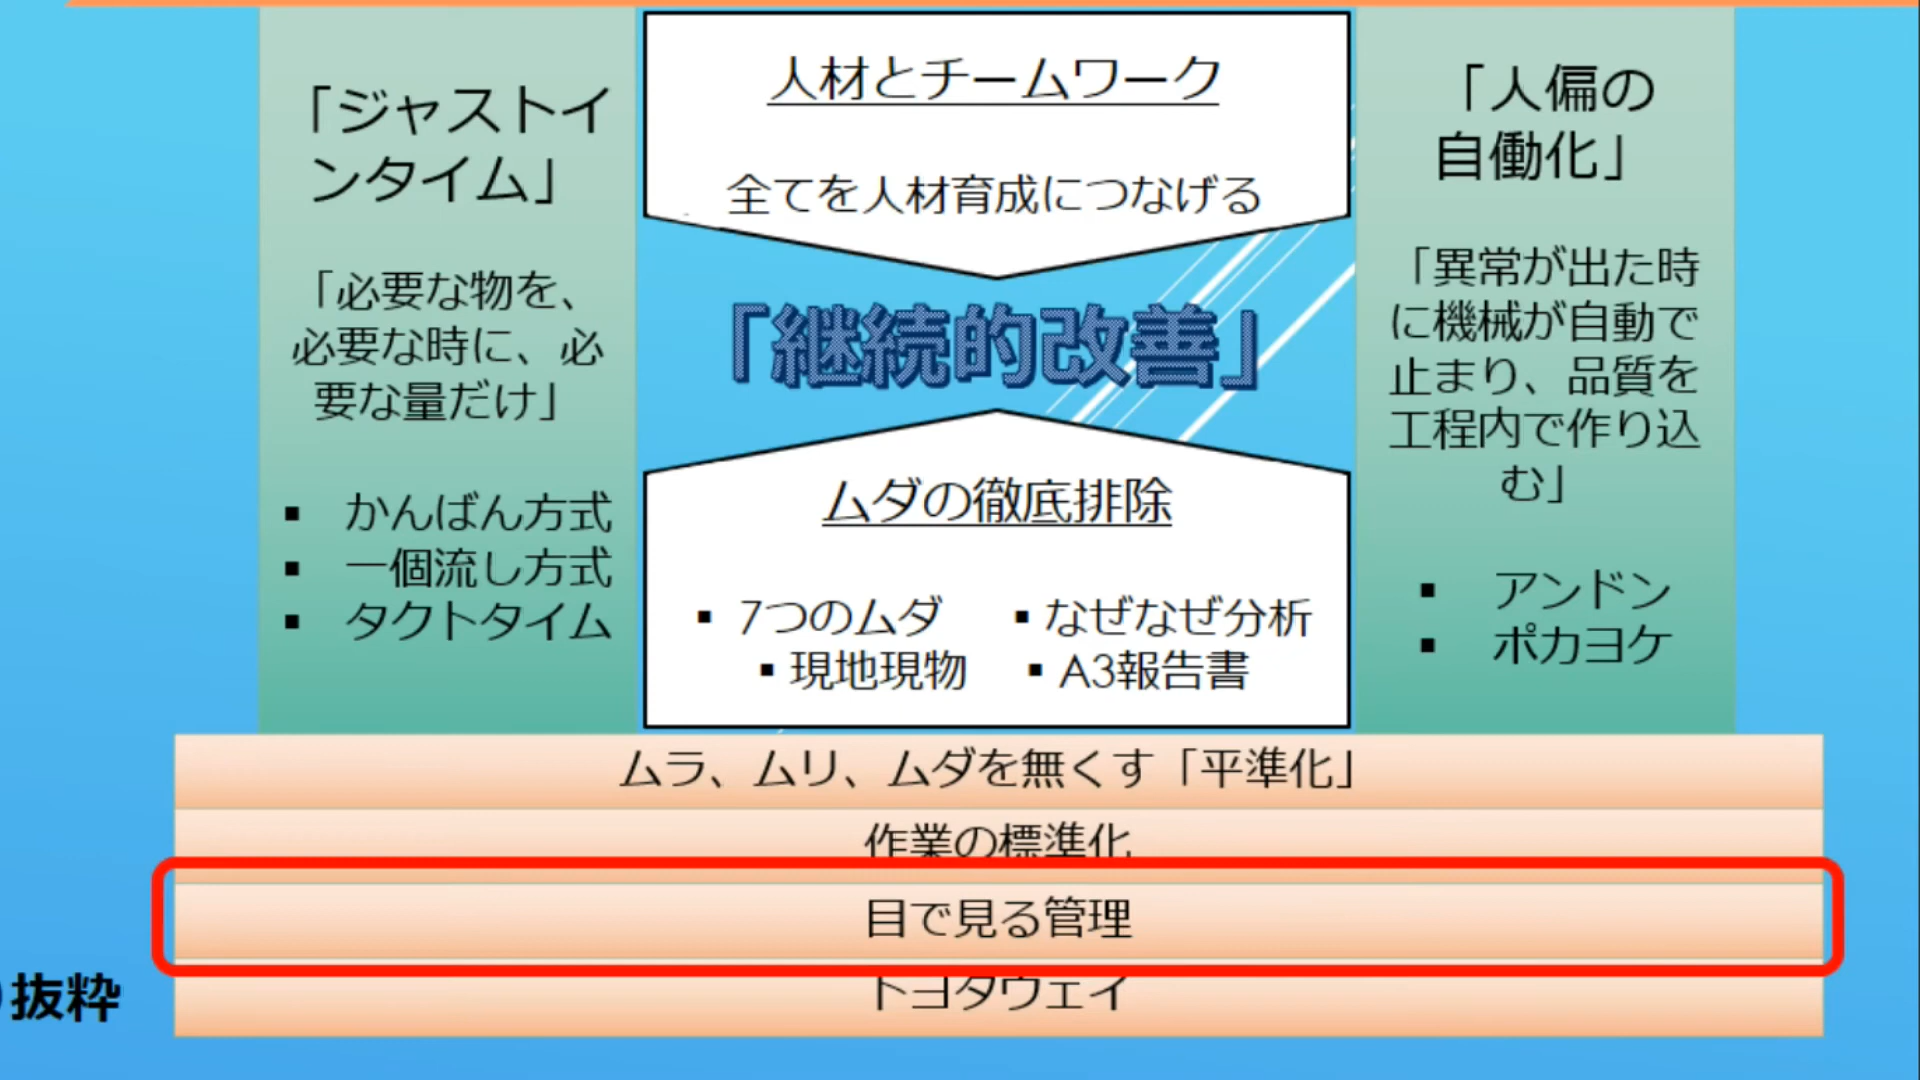 「ジャストイ
ンタイム」
「必要な物を、
必要な時に、必
要な量だけ」
▪ かんばん方式
▪ 一個流し方式
▪ タクトタイム
人材とチームワーク
全てを人材育成につなげる
「継続的改善」
ムダの徹底排除
▪ 7つのムダ ▪ なぜなぜ分析
▪ 現地現物 ▪ A3報告書
「人偏の
自働化」
「異常が出た時
に機械が自動で
止まり、品質を
工程内で作り込
む」
▪ アンドン
▪ ポカヨケ
ムラ、ムリ、ムダを無くす「平準化」
作業の標準化
目で見る管理
トヨタウェイ
)抜粋